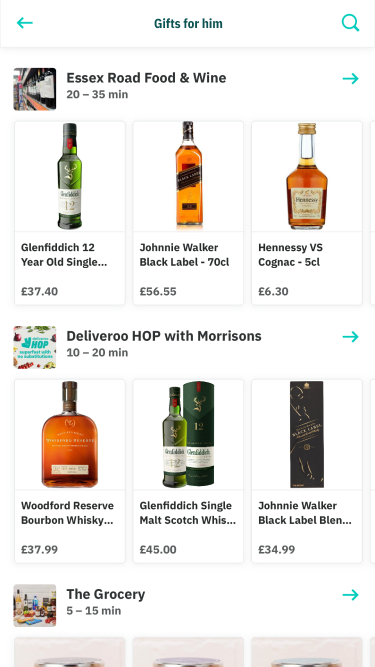 Gifts for him
Essex Road Food & Wine
20 – 35 min
Glenfiddich 12
Year Old Single...
£37.40
Johnnie Walker
Black Label - 70cl
£56.55
Hennessy VS
Cognac - 5cl
£6.30
Deliveroo HOP with Morrisons
10 – 20 min
Woodford Reserve
Bourbon Whisky...
£37.99
Glenfiddich Single
Malt Scotch Whis...
£45.00
Johnnie Walker
Black Label Blen...
£34.99
The Grocery
5 – 15 min